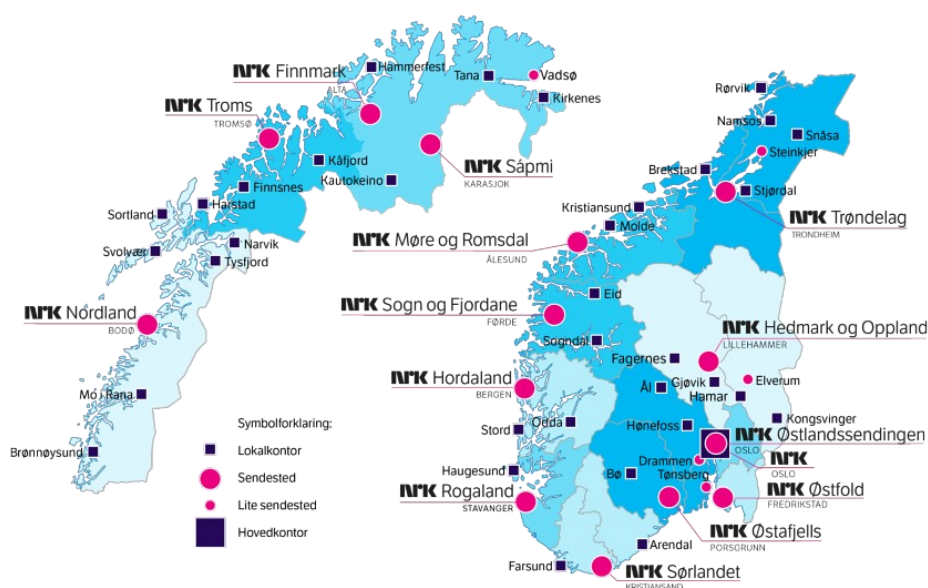 NRK Finnmark
ALTA
Hammerfest
Tana
Vadsø
Kirkenes
NRK Troms
TROMSØ
Kåfjord
Kautokeino
NRK Sápmi
KARASJOK
Finnsnes
Harstad
Sortland
Svolvær
Narvik
Tysfjord
NRK Nordland
BODØ
Mo i Rana
Brønnøysund
Symbolforklaring:
Lokalkontor
Sendested
Lite sendested
Hovedkontor
Rørvik
Namsos
Snåsa
Steinkjer
Brekstad
Stjørdal
NRK Trøndelag
TRONDHEIM
Kristiansund
Molde
NRK Møre og Romsdal
ÅLESUND
Eid
NRK Sogn og Fjordane
FØRDE
Sogndal
NRK Hedmark og Oppland
LILLEHAMMER
Fagernes
Gjøvik
Elverum
Hamar
Ål
NRK Hordaland
BERGEN
Kongsvinger
Stord
Odda
Hønefoss
NRK Østlandssendingen
OSLO
NRK
OSLO
Drammen
Tønsberg
Haugesund
Bø
NRK Rogaland
STAVANGER
NRK Østfold
FREDRIKSTAD
NRK Østafjells
PORSGRUNN
Arendal
Farsund
NRK Sørlandet
KRISTIANSAND